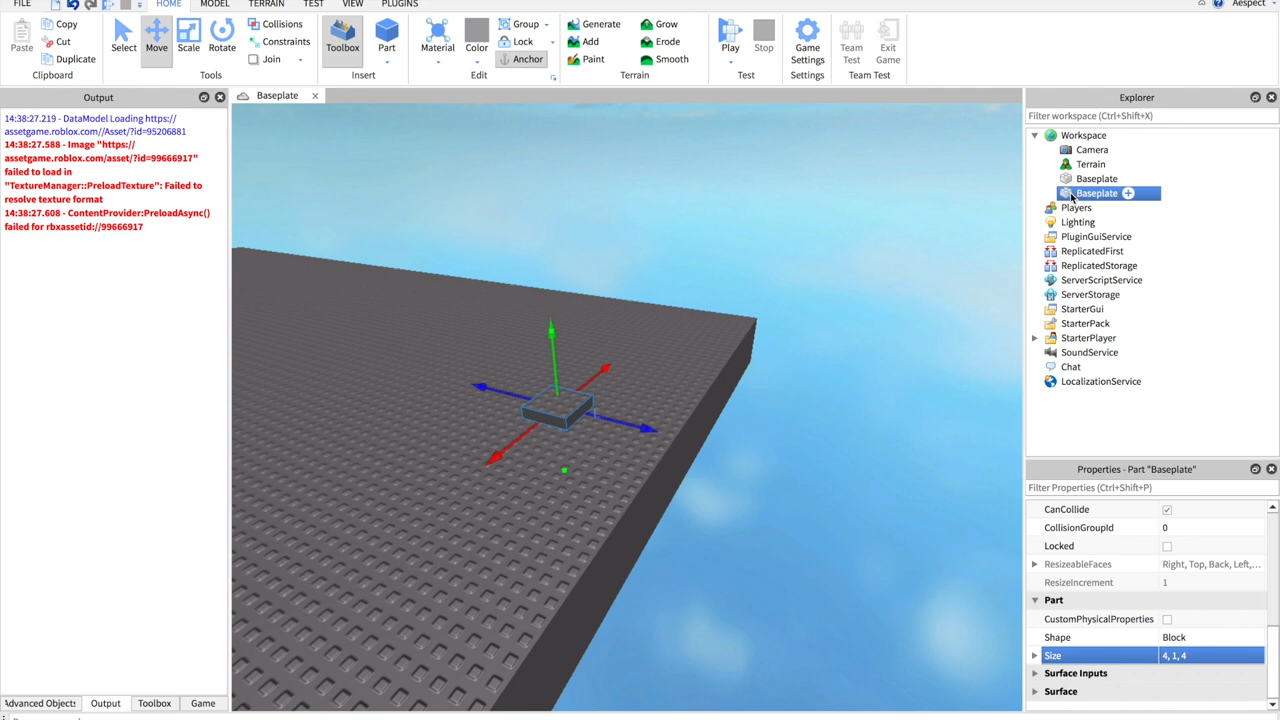 FILE HOME MODEL TERRAIN TEST VIEW PLUGINS Aespect
Paste Copy Cut Duplicate Select Move Scale Rotate Collisions Constraints Join Toolbox Part Material Color Group Lock Anchor Generate Add Paint Grow Erode Smooth Play Stop Game Settings Team Test Exit Game
Clipboard Tools Insert Edit Terrain Test Settings Team Test
Output
14:38:27.219 - DataModel Loading https://
assetgame.roblox.com//Asset/?id=95206881
14:38:27.588 - Image "https://
assetgame.roblox.com/asset/?id=99666917"
failed to load in
"TextureManager::PreloadTexture": Failed to
resolve texture format
14:38:27.608 - ContentProvider:PreloadAsync()
failed for rbxassetid://99666917
Advanced Objects Output Toolbox Game
Baseplate
Explorer
Filter workspace (Ctrl+Shift+X)
Workspace
Camera
Terrain
Baseplate
Baseplate
Players
Lighting
PluginGuiService
ReplicatedFirst
ReplicatedStorage
ServerScriptService
ServerStorage
StarterGui
StarterPack
StarterPlayer
SoundService
Chat
LocalizationService
Properties - Part "Baseplate"
Filter Properties (Ctrl+Shift+P)
CanCollide
CollisionGroupId 0
Locked
ResizeableFaces Right, Top, Back, Left,...
ResizeIncrement 1
Part
CustomPhysicalProperties
Shape Block
Size 4, 1, 4
Surface Inputs
Surface